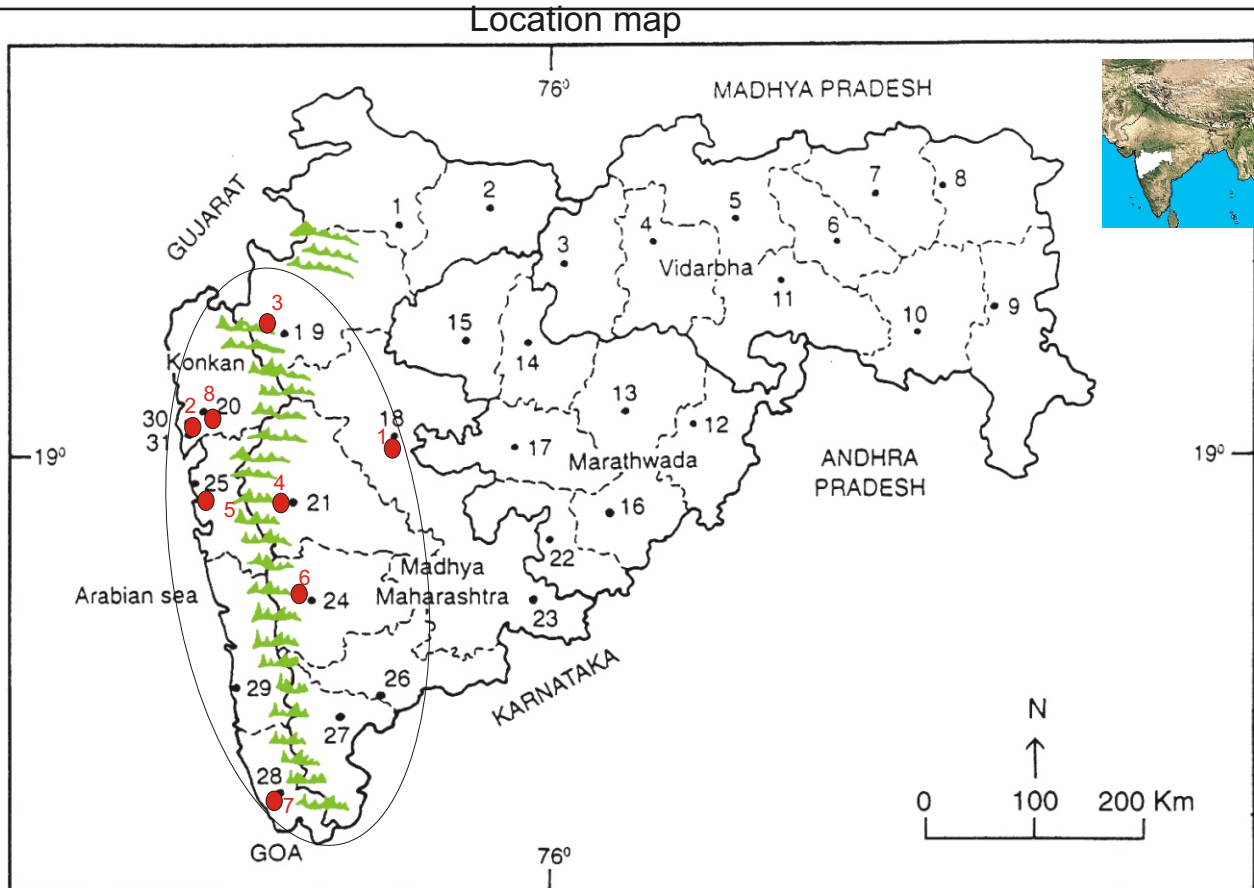 Location map
76⁰
MADHYA PRADESH
GUJARAT
1
2
3
4
5
6
7
8
Vidarbha
11
10
9
3
19
15
14
Konkan
13
8
2
20
30
31
18
1
12
17
Marathwada
19⁰
19⁰
ANDHRA
PRADESH
25
5
4
21
16
22
Madhya
Maharashtra
Arabian sea
6
24
23
KARNATAKA
29
26
27
28
7
GOA
N
0 100 200 Km
76⁰